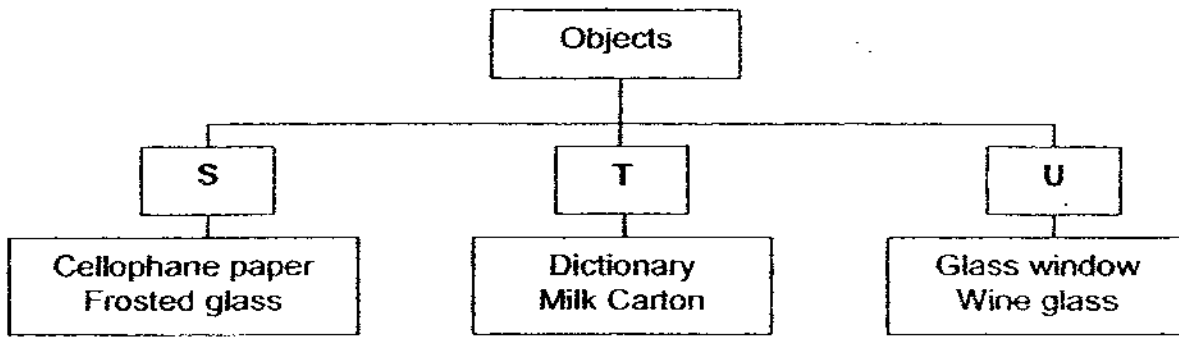 Objects
S
T
U
Cellophane paper
Frosted glass
Dictionary
Milk Carton
Glass window
Wine glass